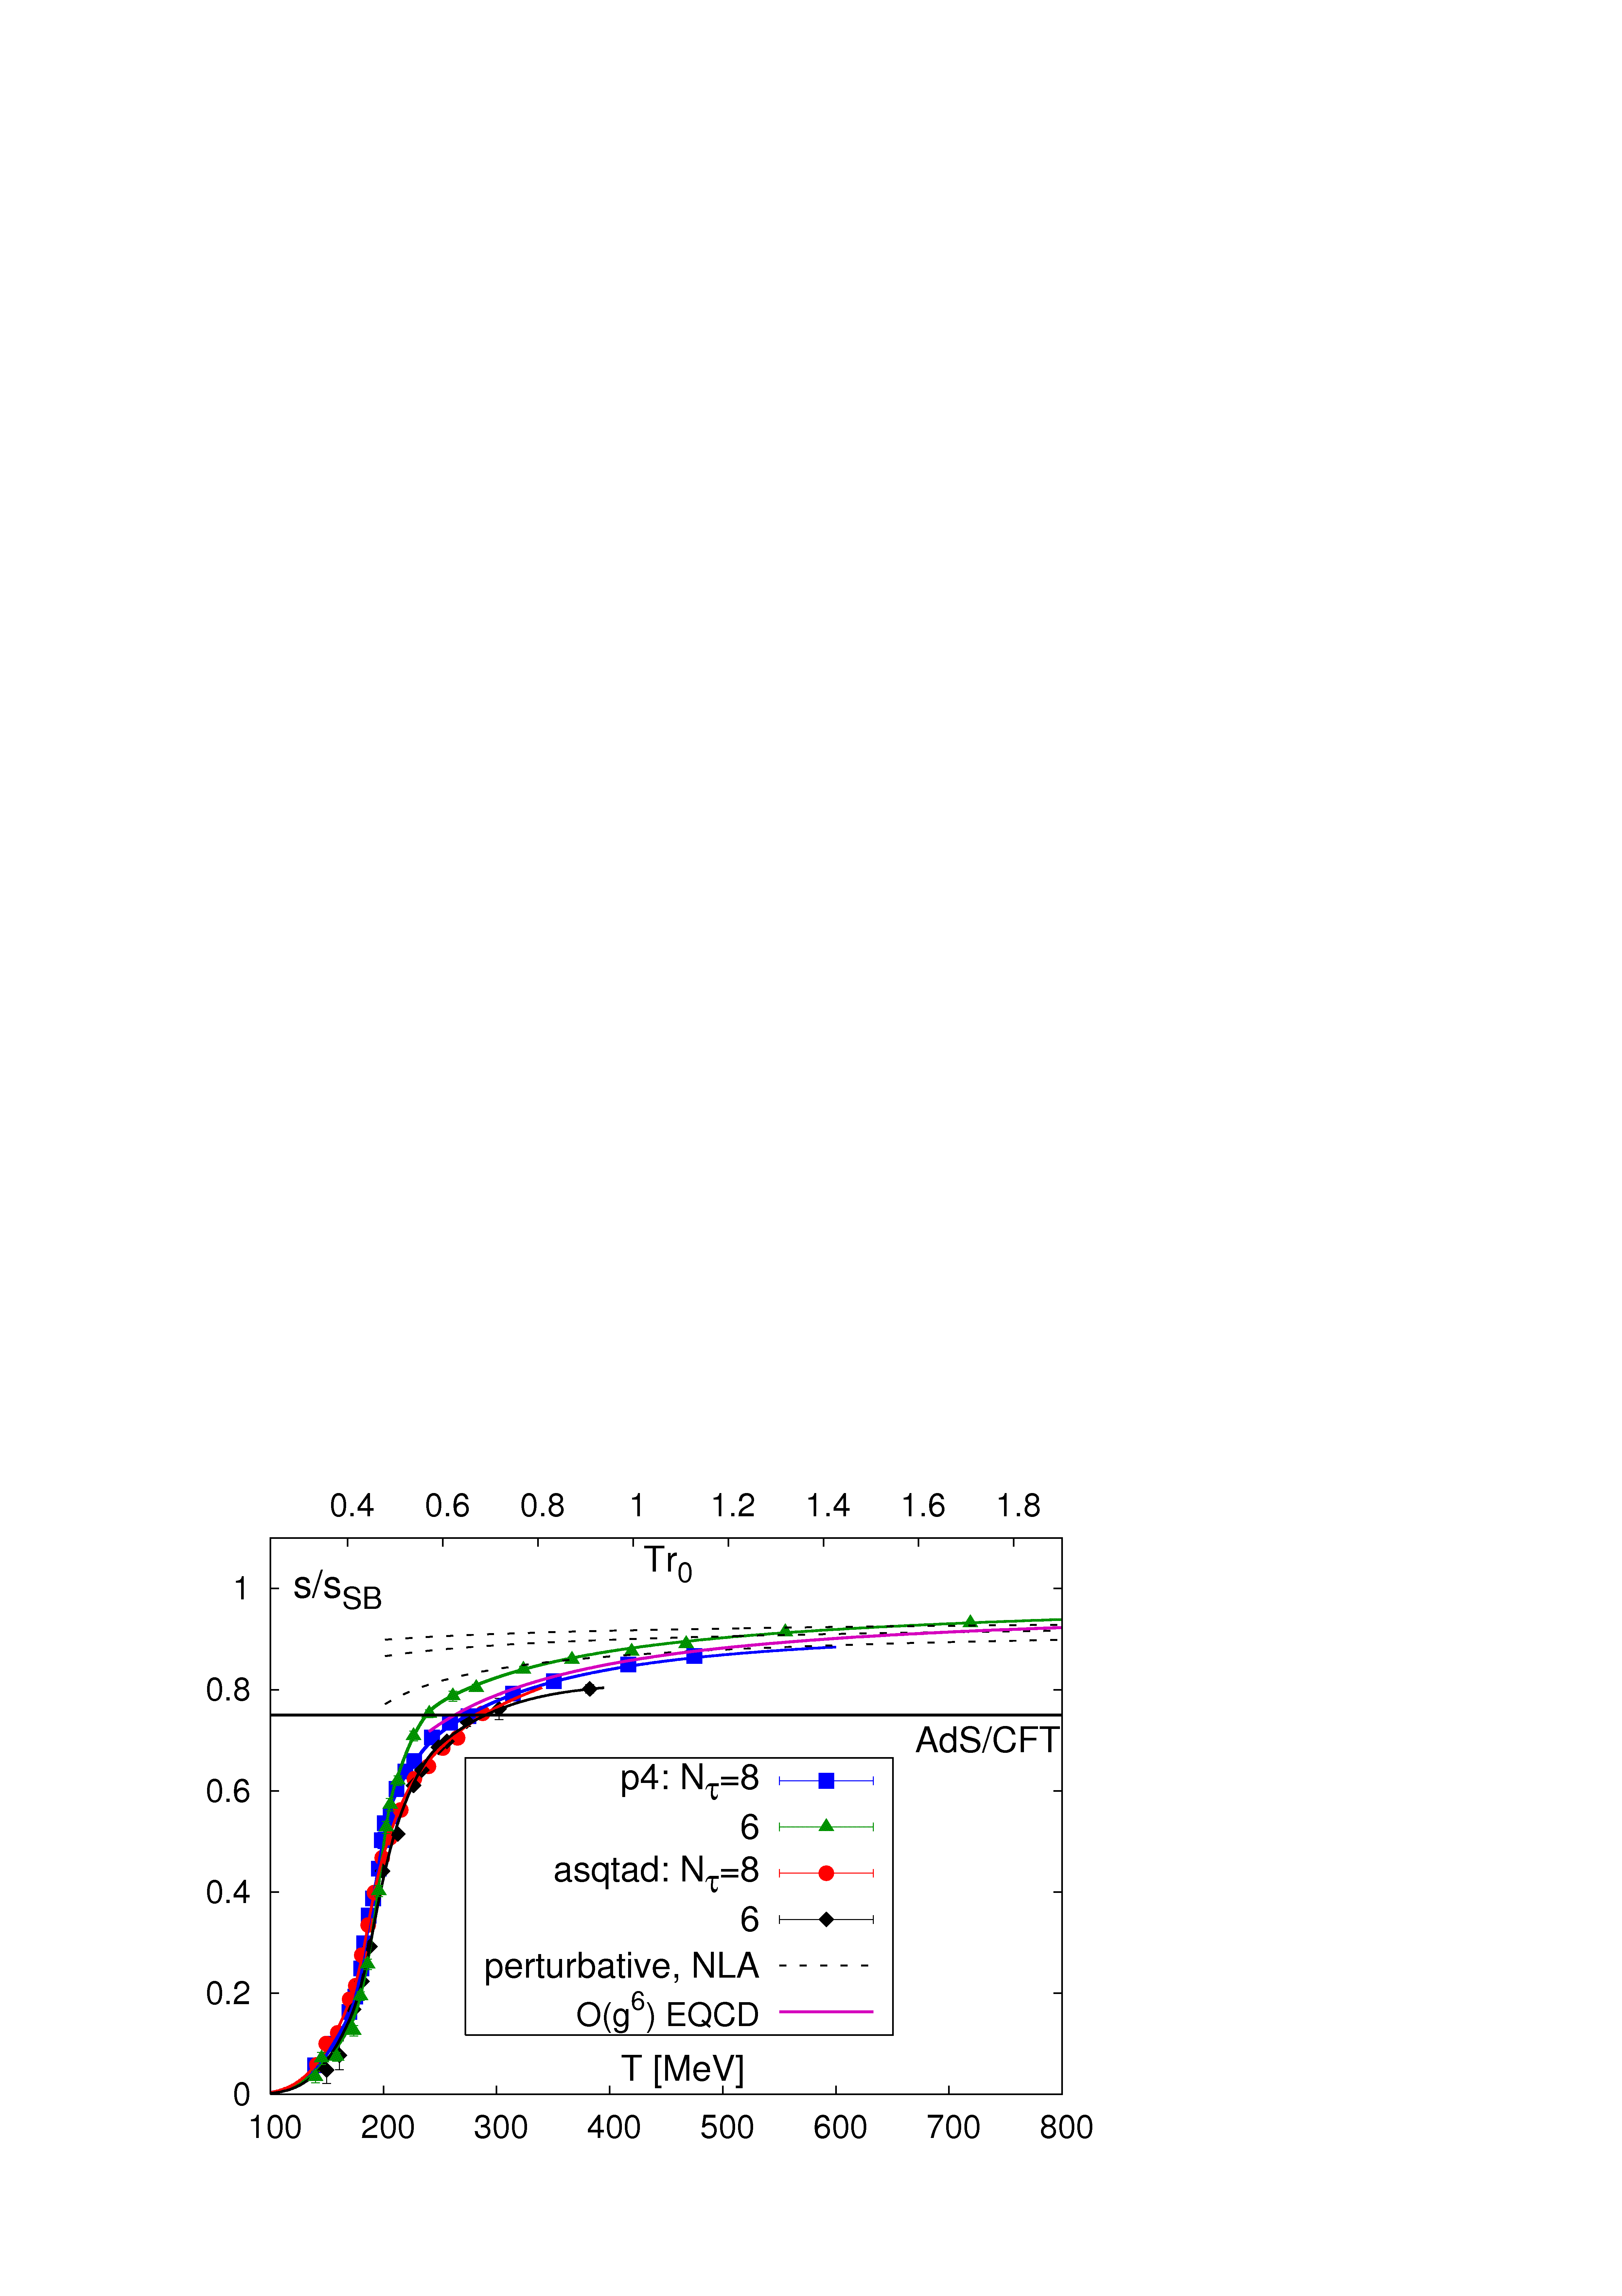 0.4 0.6 0.8 1 1.2 1.4 1.6 1.8
Tr0
s/sSB
1
0.8
0.6
0.4
0.2
0
AdS/CFT
p4: Nτ=8
6
asqtad: Nτ=8
6
perturbative, NLA
O(g6) EQCD
T [MeV]
100 200 300 400 500 600 700 800